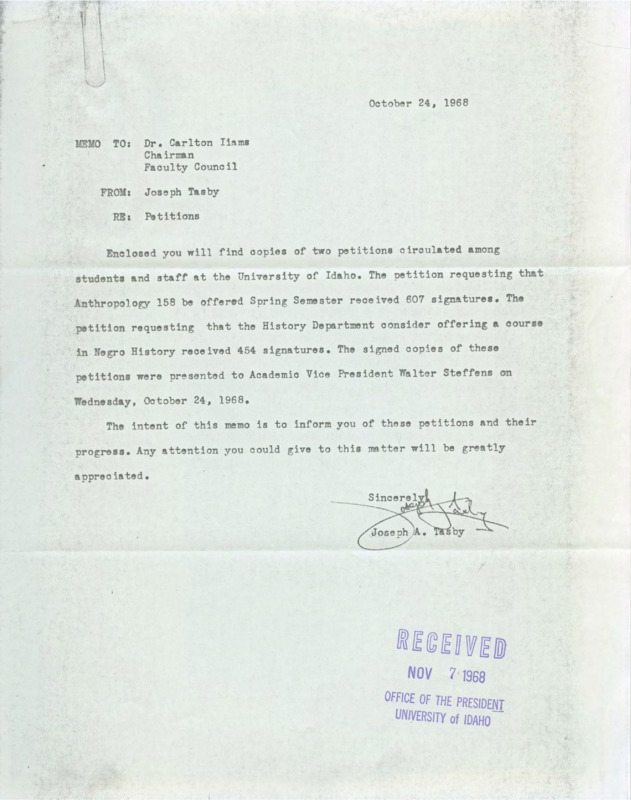 October 24, 1968
MEMO TO: Dr. Carlton Iiams
Chairman
Faculty Council
FROM: Joseph Tasby
RE: Petitions
Enclosed you will find copies of two petitions circulated among
students and staff at the University of Idaho. The petition requesting that
Anthropology 158 be offered Spring Semester received 607 signatures. The
petition requesting that the History Department consider offering a course
in Negro History received 454 signatures. The signed copies of these
petitions were presented to Academic Vice President Walter Steffens on
Wednesday, October 24, 1968.
The intent of this memo is to inform you of these petitions and their
progress. Any attention you could give to this matter will be greatly
appreciated.
Sincerely,
Joseph Tasby
Joseph A. Tasby
RECEIVED
NOV 7 1968
OFFICE OF THE PRESIDENT
UNIVERSITY of IDAHO